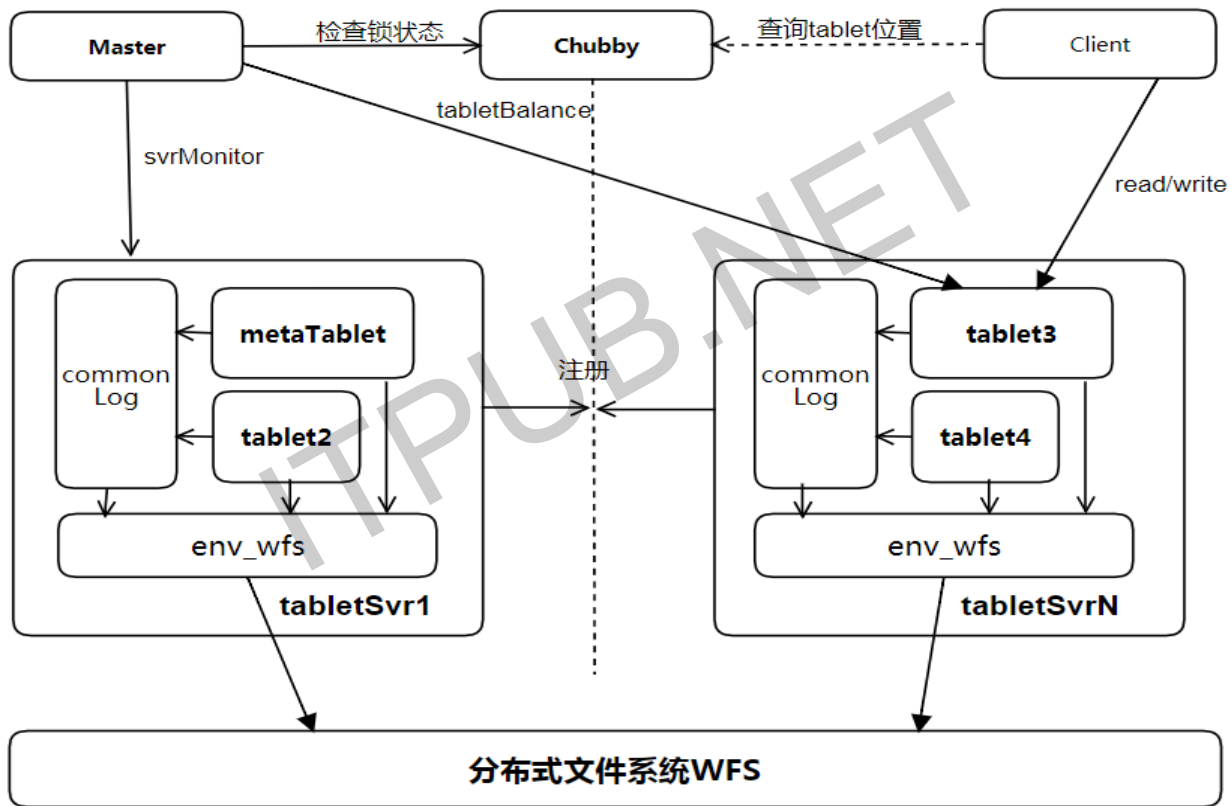 Master
检查锁状态
Chubby
查询tablet位置
Client
tabletBalance
svrMonitor
read/write
common
Log
metaTablet
tablet2
env_wfs
tabletSvr1
注册
common
Log
tablet3
tablet4
env_wfs
tabletSvrN
ITPUB.NET
分布式文件系统WFS